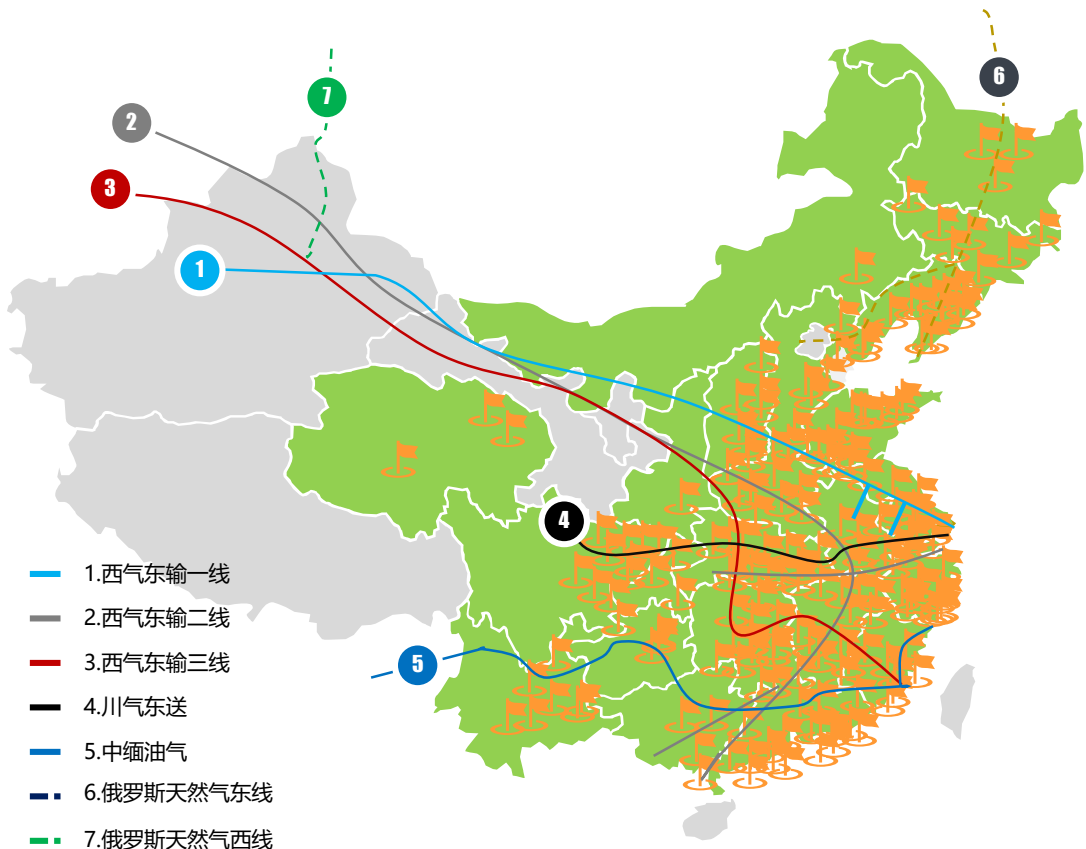 6
7
2
3
1
4
5
1.西气东输一线
2.西气东输二线
3.西气东输三线
4.川气东送
5.中缅油气
6.俄罗斯天然气东线
7.俄罗斯天然气西线